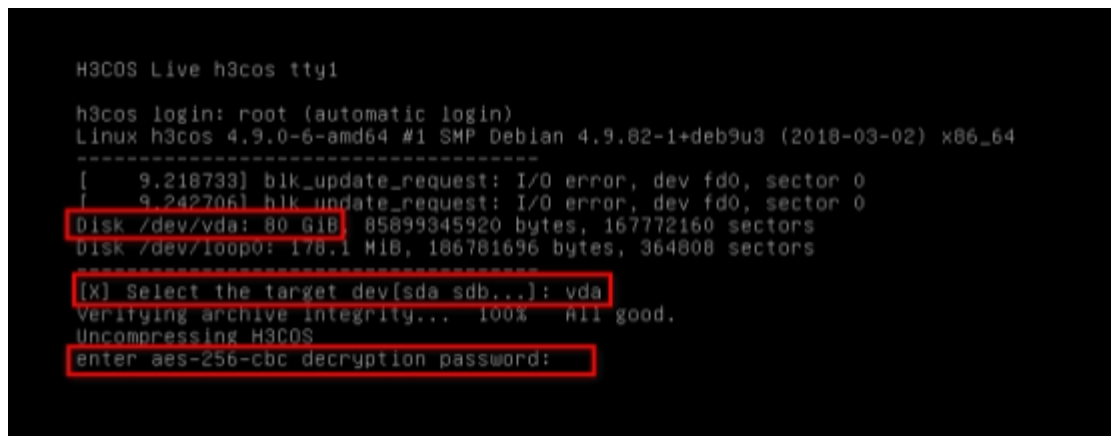 H3COS Live h3cos tty1
h3cos login: root (automatic login)
Linux h3cos 4.9.0-6-amd64 #1 SMP Debian 4.9.82-1+deb9u3 (2018-03-02) x86_64
----------------------------------------
[    9.218733] blk_update_request: I/O error, dev fd0, sector 0
[    9.242706] blk_update_request: I/O error, dev fd0, sector 0
Disk /dev/vda: 80 GiB, 85899345920 bytes, 167772160 sectors
Disk /dev/loop0: 178.1 MiB, 186781696 bytes, 364808 sectors
----------------------------------------
[X] Select the target dev[sda sdb...]: vda
Verifying archive integrity...  100%   All good.
Uncompressing H3COS
enter aes-256-cbc decryption password: